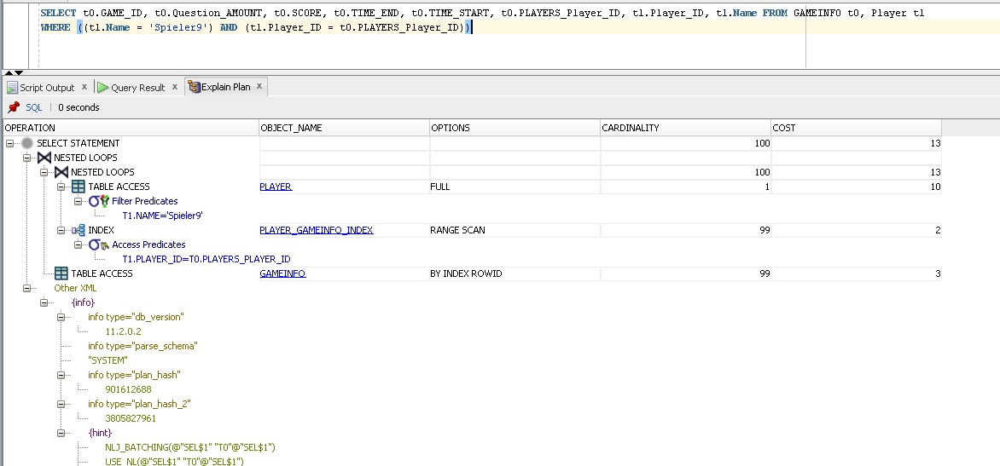 SELECT t0.GAME_ID, t0.Question_AMOUNT, t0.SCORE, t0.TIME_END, t0.TIME_START, t0.PLAYERS_Player_ID, t1.Player_ID, t1.Name FROM GAMEINFO t0, Player t1
WHERE ((t1.Name = 'Spieler9') AND (t1.Player_ID = t0.PLAYERS_Player_ID))
Script Output x Query Result x Explain Plan x
SQL | 0 seconds
OPERATION OBJECT_NAME OPTIONS CARDINALITY COST
SELECT STATEMENT 100 13
NESTED LOOPS
NESTED LOOPS 100 13
TABLE ACCESS PLAYER FULL 1 10
Filter Predicates
T1.NAME='Spieler9'
INDEX PLAYER_GAMEINFO_INDEX RANGE SCAN 99 2
Access Predicates
T1.PLAYER_ID=T0.PLAYERS_PLAYER_ID
TABLE ACCESS GAMEINFO BY INDEX ROWID 99 3
Other XML
{info}
info type="db_version"
11.2.0.2
info type="parse_schema"
"SYSTEM"
info type="plan_hash"
901612688
info type="plan_hash_2"
3805827961
{hint}
NLJ_BATCHING(@"SEL$1" "T0"@"SEL$1")
USE_NL(@"SEL$1" "T0"@"SEL$1")